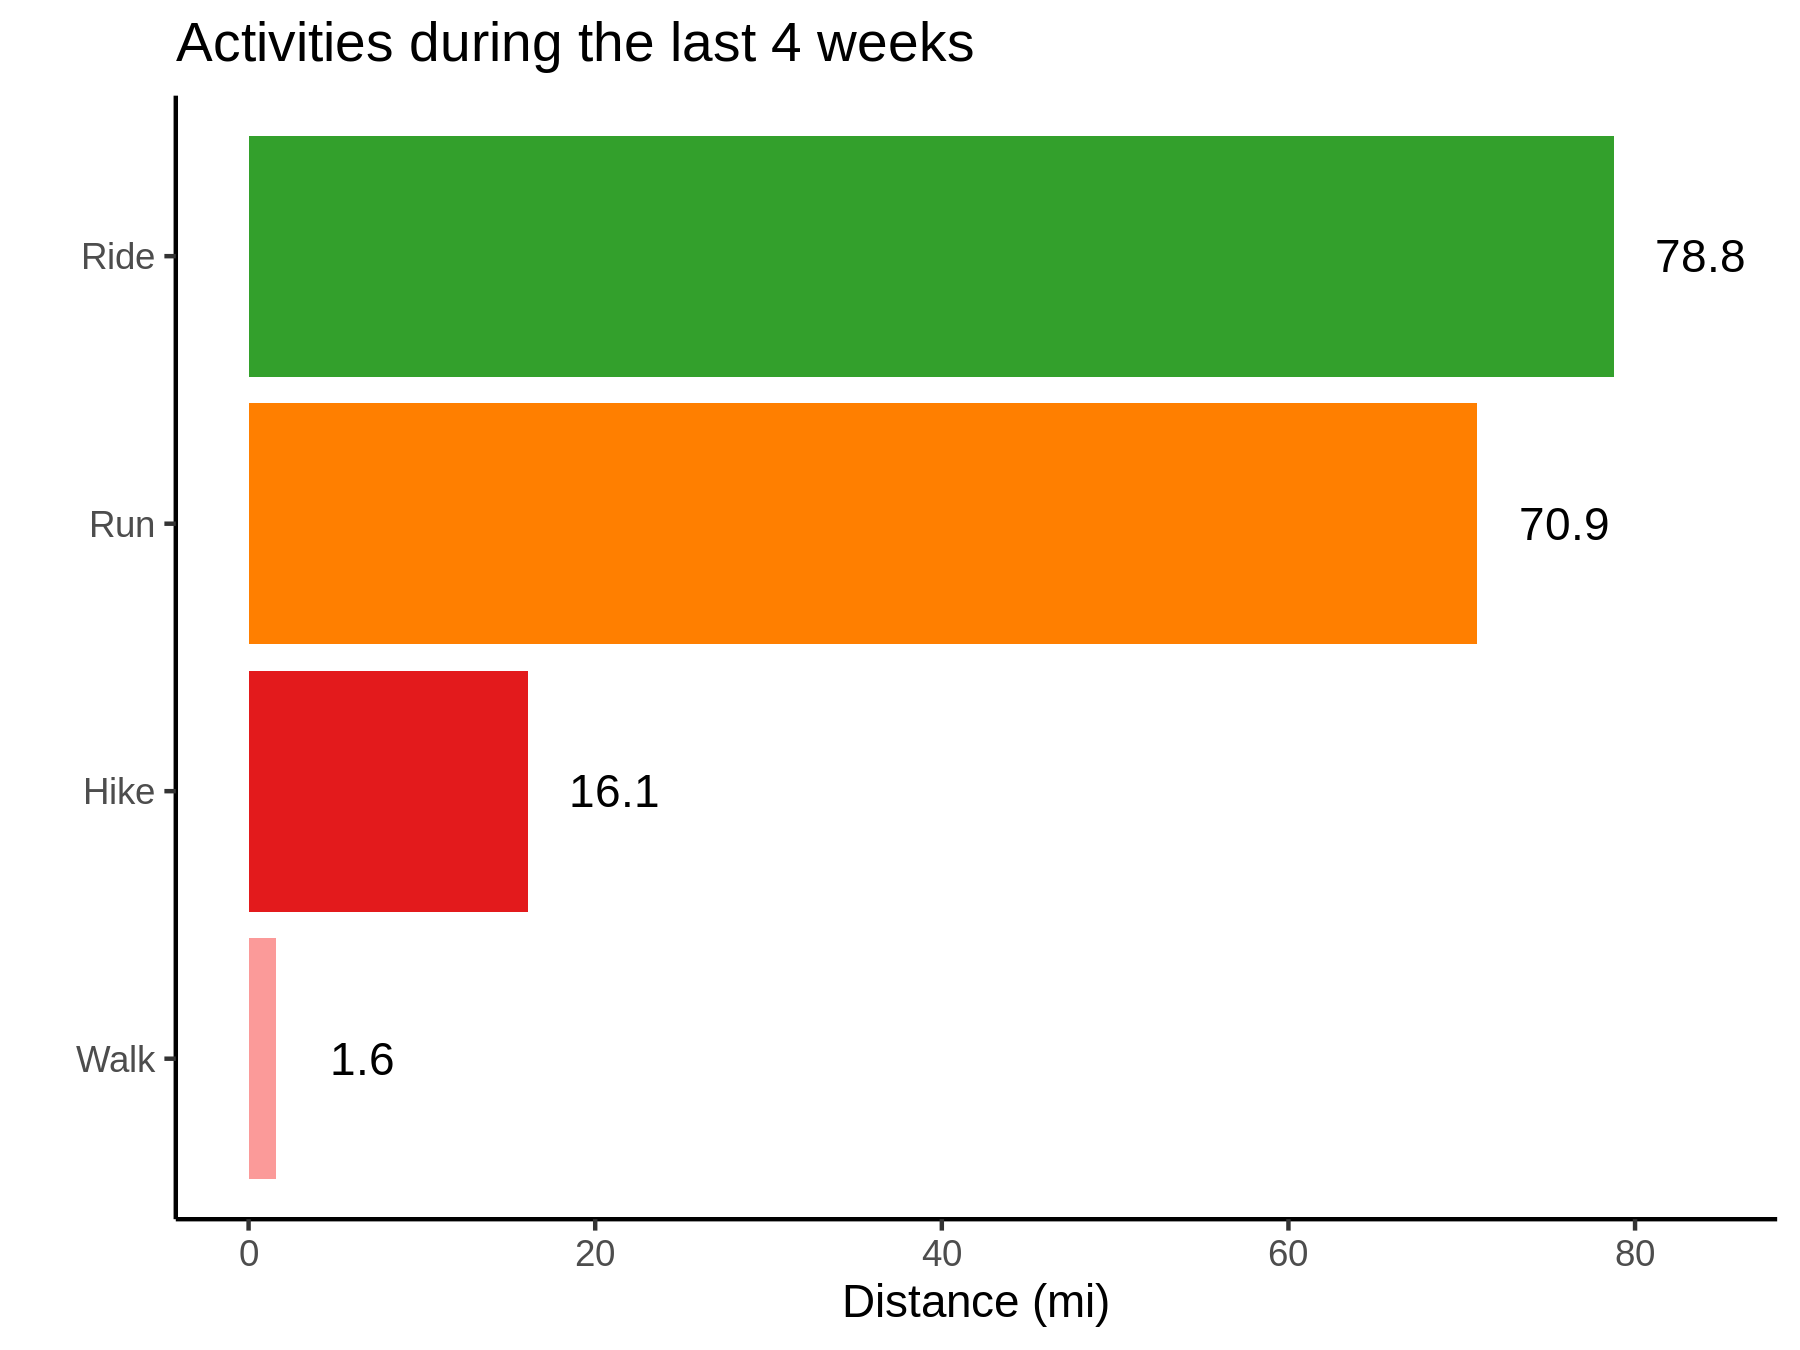 Activities during the last 4 weeks
Ride
78.8
Run
70.9
Hike
16.1
Walk
1.6
0 20 40 60 80
Distance (mi)